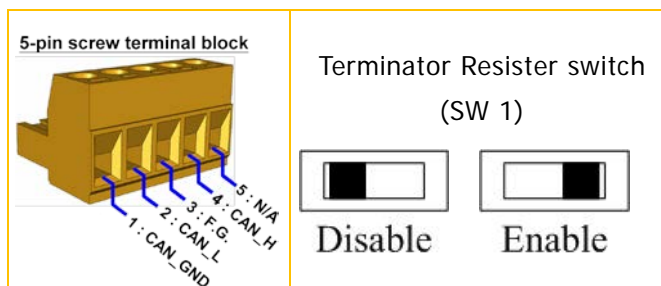 5-pin screw terminal block
1 : CAN_GND
2 : CAN_L
3 : F.G.
4 : CAN_H
5 : N/A
Terminator Resister switch
(SW 1)
Disable
Enable